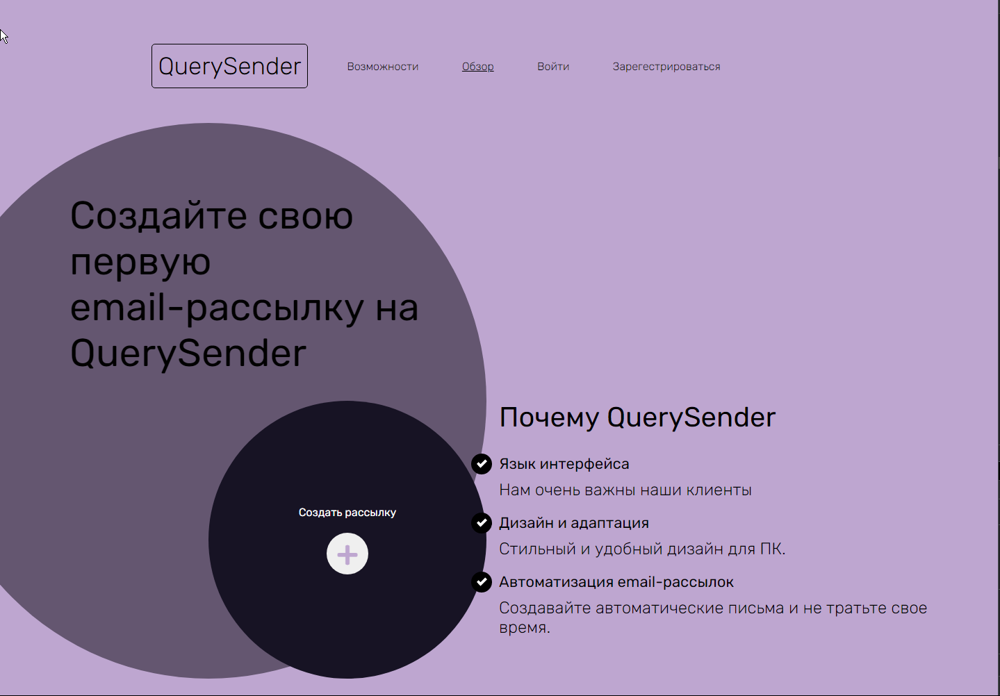 QuerySender
Возможности
Обзор
Войти
Зарегестрироваться
Создайте свою
первую
email-рассылку на
QuerySender
Создать рассылку
Почему QuerySender
Язык интерфейса
Нам очень важны наши клиенты
Дизайн и адаптация
Стильный и удобный дизайн для ПК.
Автоматизация email-рассылок
Создавайте автоматические письма и не тратьте свое
время.